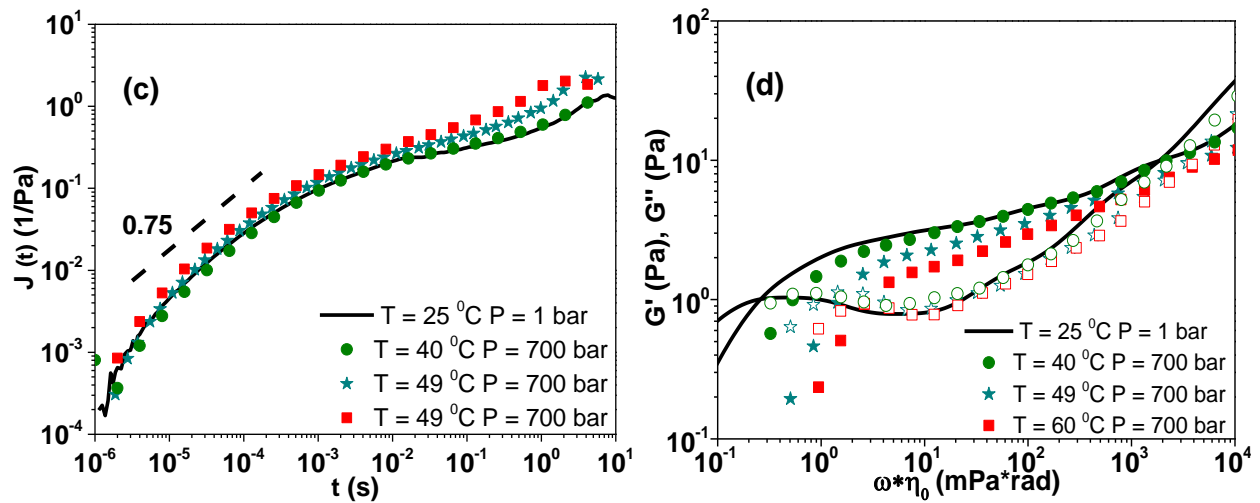 (c)
J (t) (1/Pa)
10¹
10⁰
10⁻¹
10⁻²
10⁻³
10⁻⁴
0.75
T = 25 ⁰C P = 1 bar
T = 40 ⁰C P = 700 bar
T = 49 ⁰C P = 700 bar
T = 49 ⁰C P = 700 bar
10⁻⁶ 10⁻⁵ 10⁻⁴ 10⁻³ 10⁻² 10⁻¹ 10⁰ 10¹
t (s)
(d)
G' (Pa), G'' (Pa)
10²
10¹
10⁰
10⁻¹
T = 25 ⁰C P = 1 bar
T = 40 ⁰C P = 700 bar
T = 49 ⁰C P = 700 bar
T = 60 ⁰C P = 700 bar
10⁻¹ 10⁰ 10¹ 10² 10³ 10⁴
ω*η₀ (mPa*rad)